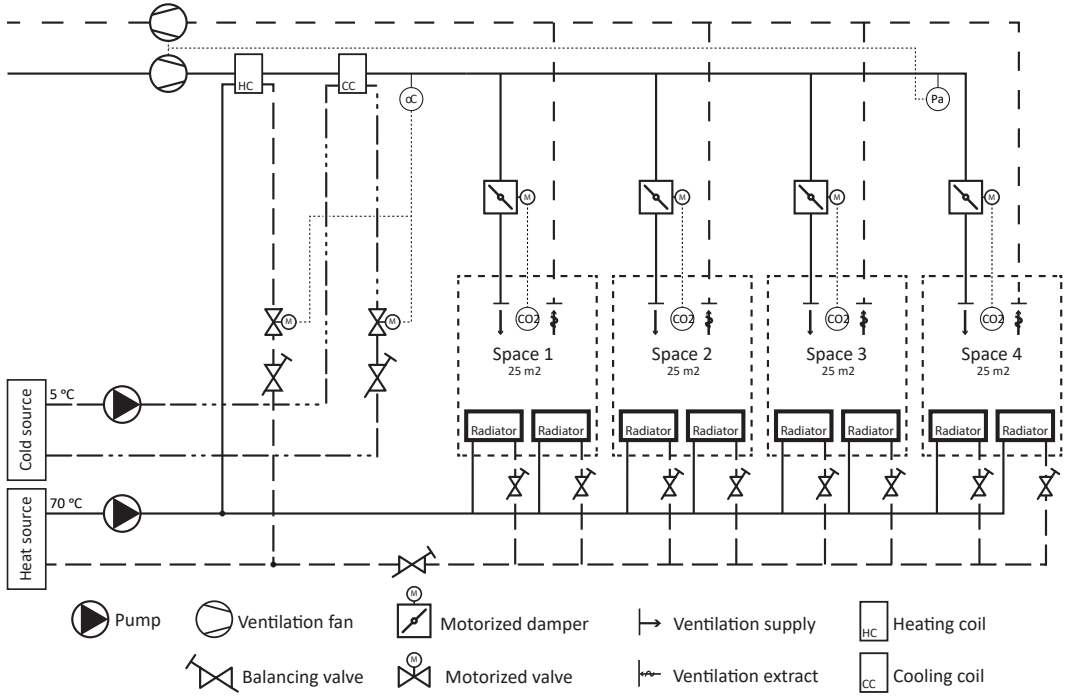 HC
CC
oC
Pa
M
M
M
M
M
M
CO2
CO2
CO2
CO2
Space 1
25 m2
Space 2
25 m2
Space 3
25 m2
Space 4
25 m2
Cold source
5 °C
Radiator
Radiator
Radiator
Radiator
Radiator
Radiator
Radiator
Radiator
Heat source
70 °C
Pump
Ventilation fan
M
Motorized damper
Ventilation supply
HC
Heating coil
Balancing valve
M
Motorized valve
Ventilation extract
CC
Cooling coil